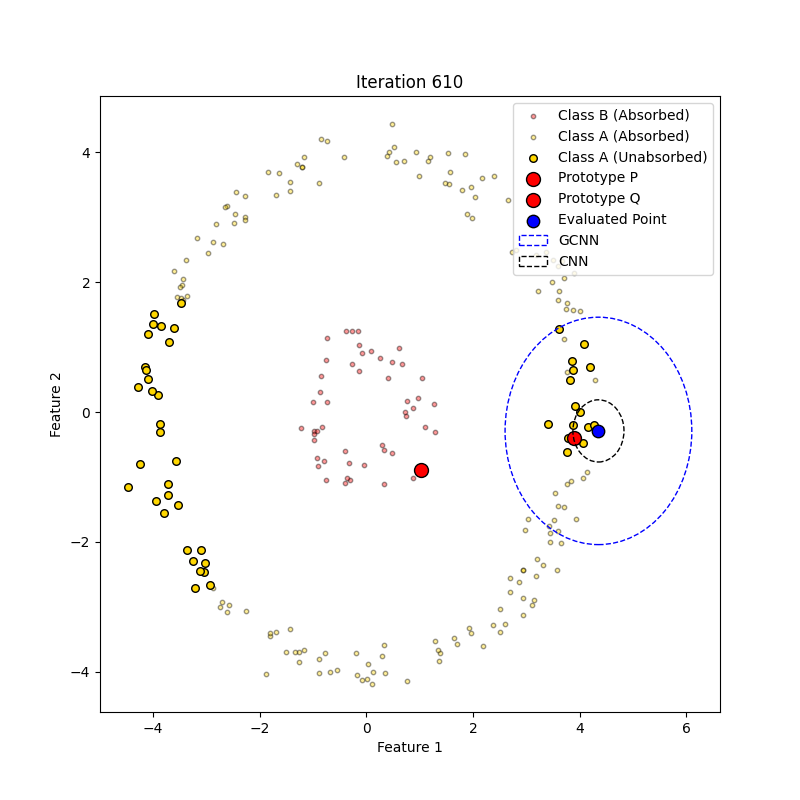 Iteration 610
Class B (Absorbed)
Class A (Absorbed)
Class A (Unabsorbed)
Prototype P
Prototype Q
Evaluated Point
GCNN
CNN
4
2
0
−2
−4
Feature 2
−4
−2
0
2
4
6
Feature 1